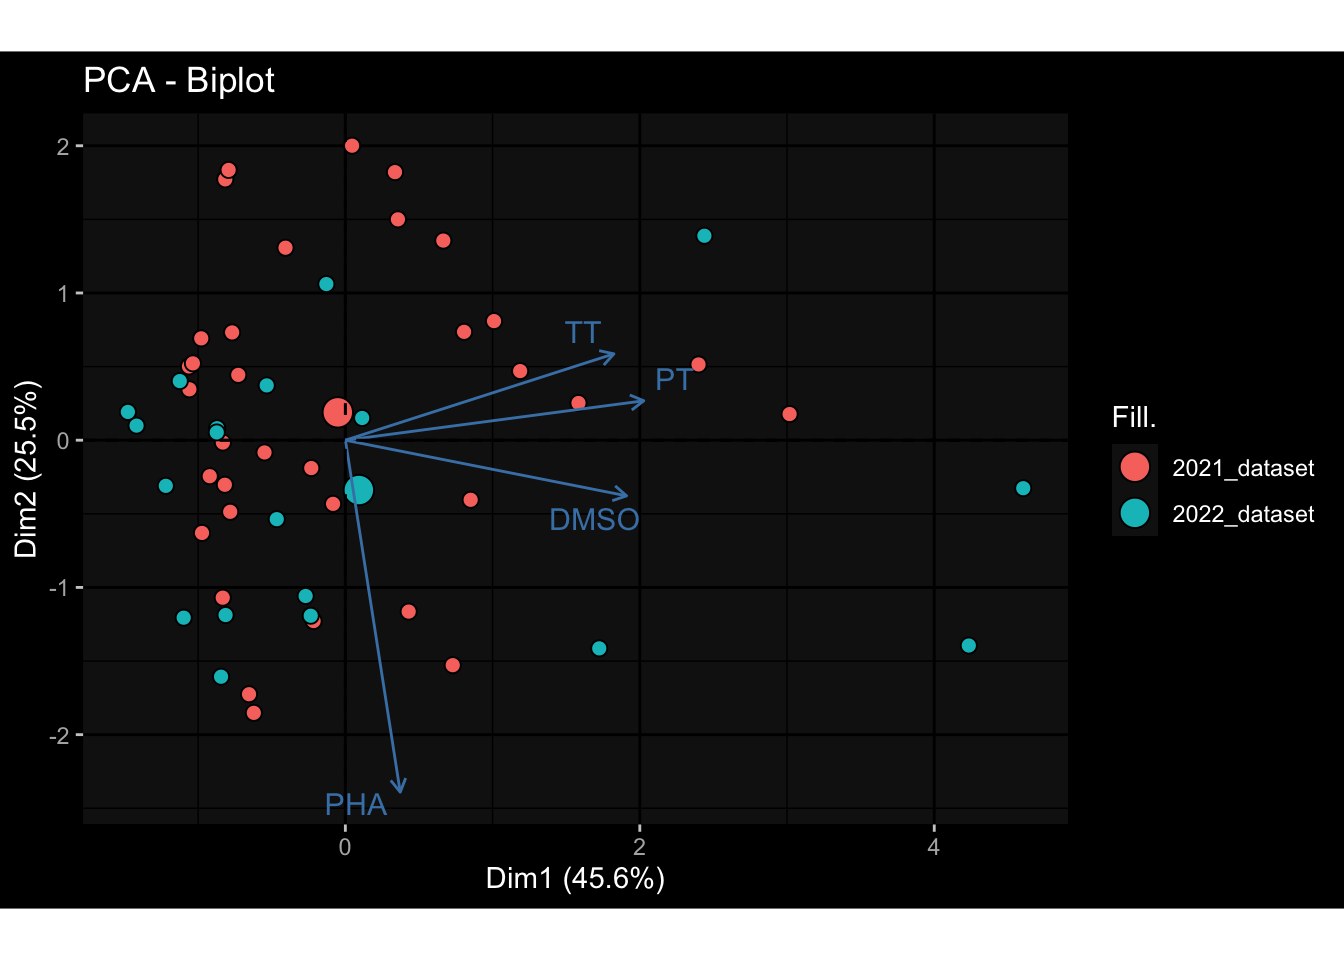 PCA - Biplot
2
1
0
-1
-2
Dim2 (25.5%)
TT
PT
DMSO
PHA
0
2
4
Dim1 (45.6%)
Fill.
2021_dataset
2022_dataset